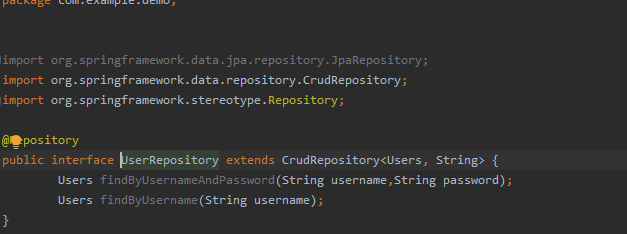 package com.example.demo;
import org.springframework.data.jpa.repository.JpaRepository;
import org.springframework.data.repository.CrudRepository;
import org.springframework.stereotype.Repository;
@Repository
public interface UserRepository extends CrudRepository<Users, String> {
Users findByUsernameAndPassword(String username,String password);
Users findByUsername(String username);
}